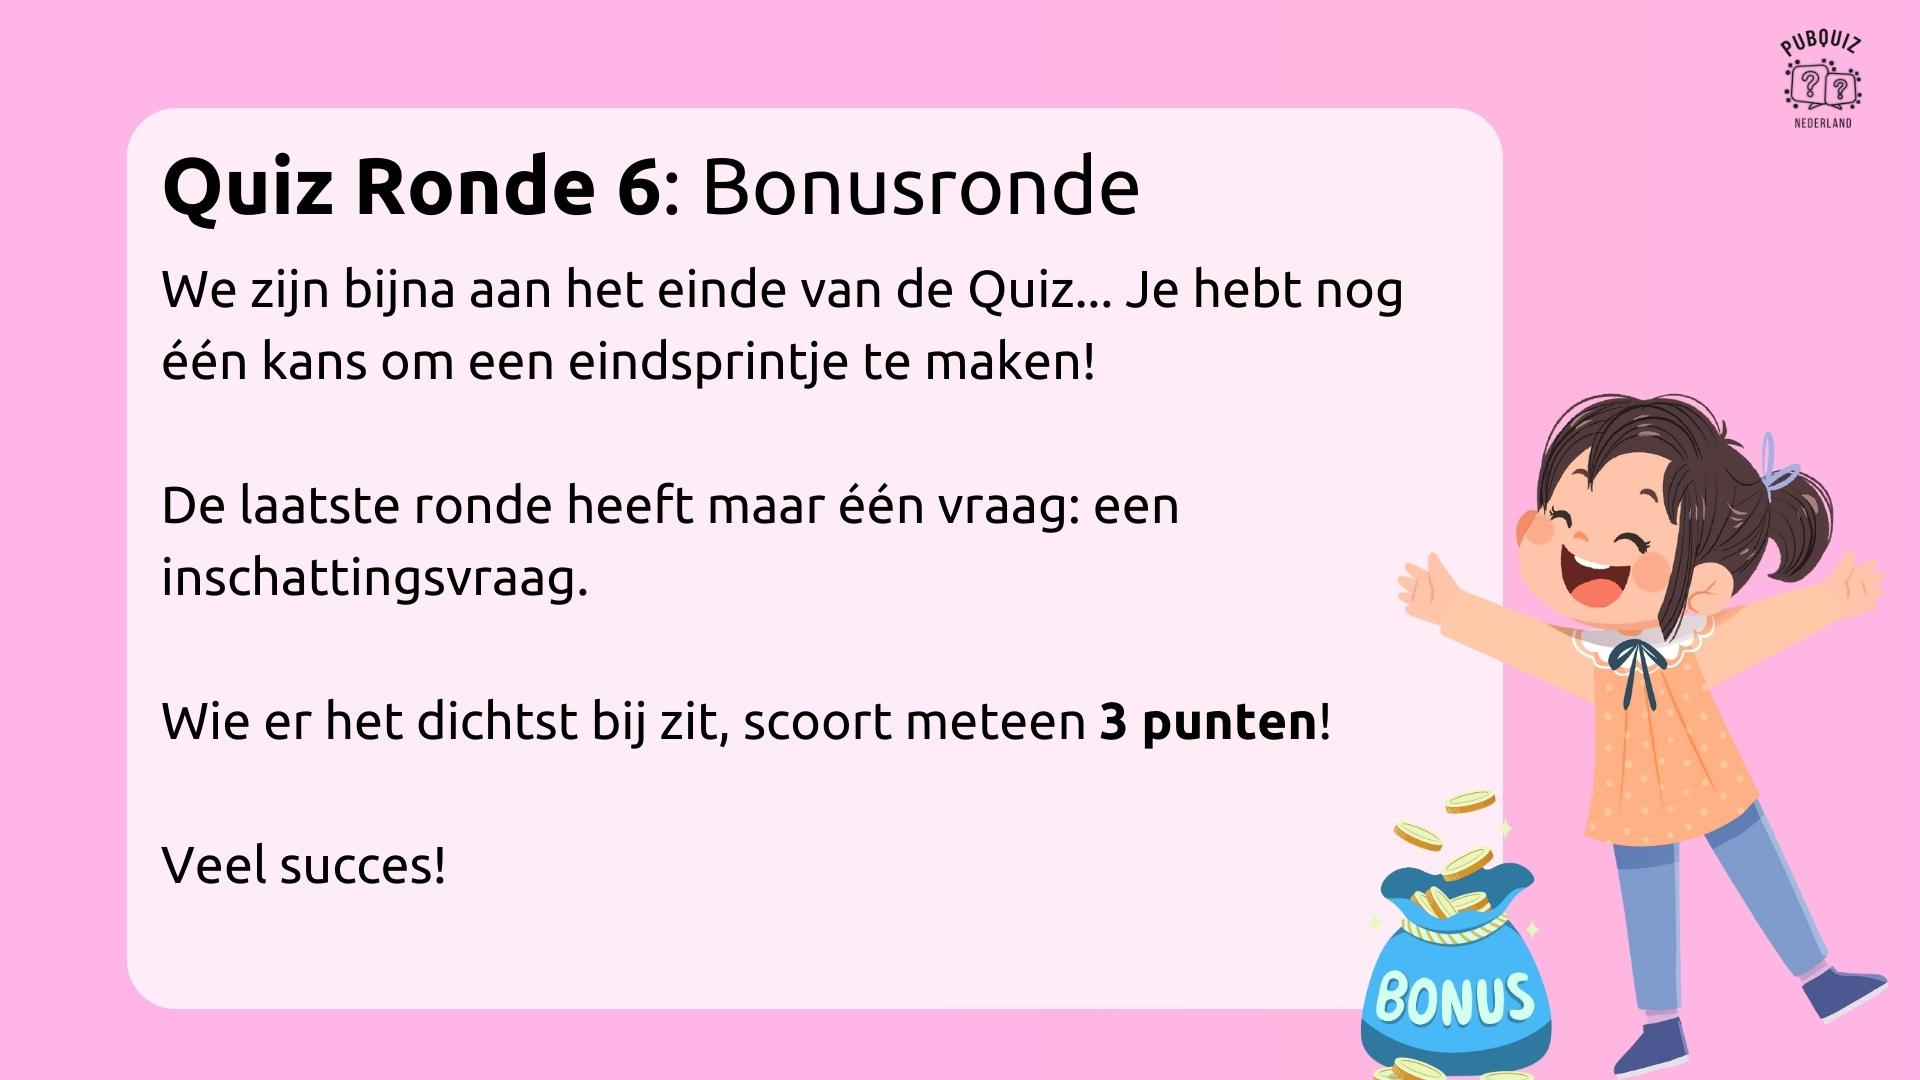 PUBQUIZ
? ?
NEDERLAND
Quiz Ronde 6: Bonusronde
We zijn bijna aan het einde van de Quiz... Je hebt nog
één kans om een eindsprintje te maken!
De laatste ronde heeft maar één vraag: een
inschattingsvraag.
Wie er het dichtst bij zit, scoort meteen 3 punten!
Veel succes!
BONUS